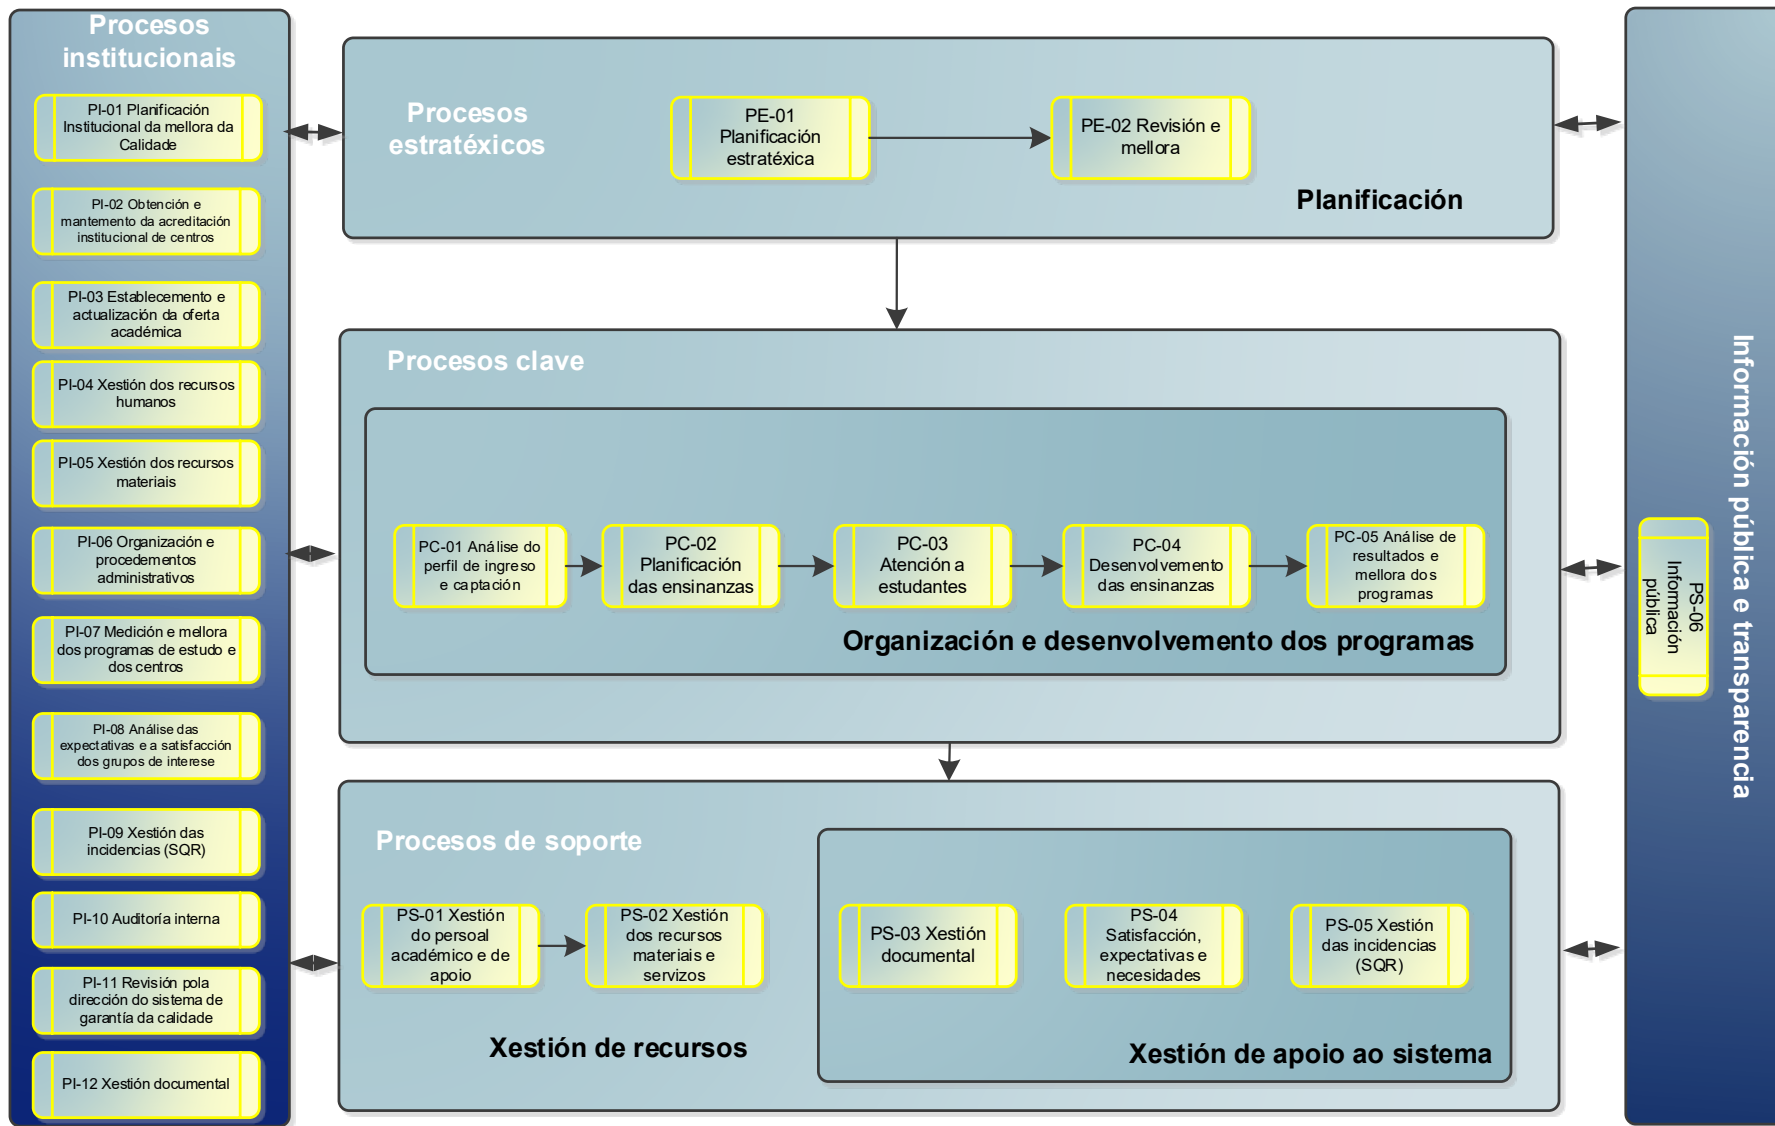 Procesos
institucionais
PI-01 Planificación
Institucional da mellora da
Calidade
PI-02 Obtención e
mantemento da acreditación
institucional de centros
PI-03 Establecemento e
actualización da oferta
académica
PI-04 Xestión dos recursos
humanos
PI-05 Xestión dos recursos
materiais
PI-06 Organización e
procedementos
administrativos
PI-07 Medición e mellora
dos programas de estudo e
dos centros
PI-08 Análise das
expectativas e a satisfacción
dos grupos de interese
PI-09 Xestión das
incidencias (SQR)
PI-10 Auditoría interna
PI-11 Revisión pola
dirección do sistema de
garantía da calidade
PI-12 Xestión documental
Procesos
estratéxicos
PE-01
Planificación
estratéxica
PE-02 Revisión e
mellora
Planificación
Procesos clave
PC-01 Análise do
perfil de ingreso
e captación
PC-02
Planificación
das ensinanzas
PC-03
Atención a
estudantes
PC-04
Desenvolvemento
das ensinanzas
PC-05 Análise de
resultados e
mellora dos
programas
Organización e desenvolvemento dos programas
Procesos de soporte
PS-01 Xestión
do persoal
académico e de
apoio
PS-02 Xestión
dos recursos
materiais e
servizos
Xestión de recursos
PS-03 Xestión
documental
PS-04
Satisfacción,
expectativas e
necesidades
PS-05 Xestión
das incidencias
(SQR)
Xestión de apoio ao sistema
Información pública e transparencia
PS-06
Información
pública